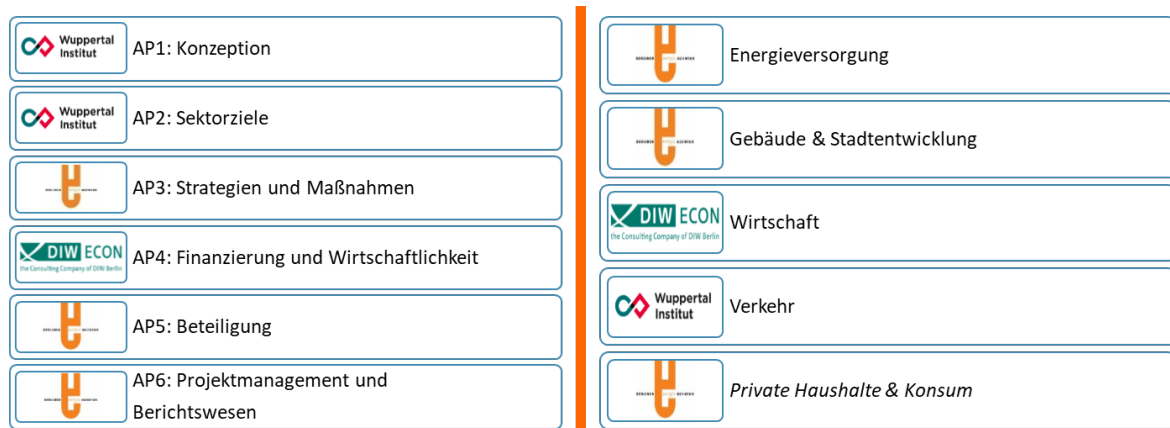 Wuppertal
Institut
AP1: Konzeption
Wuppertal
Institut
AP2: Sektorziele
AP3: Strategien und Maßnahmen
DIW ECON
the Consulting Company of DIW Berlin
AP4: Finanzierung und Wirtschaftlichkeit
AP5: Beteiligung
AP6: Projektmanagement und
Berichtswesen
Energieversorgung
Gebäude & Stadtentwicklung
DIW ECON
the Consulting Company of DIW Berlin
Wirtschaft
Wuppertal
Institut
Verkehr
Private Haushalte & Konsum